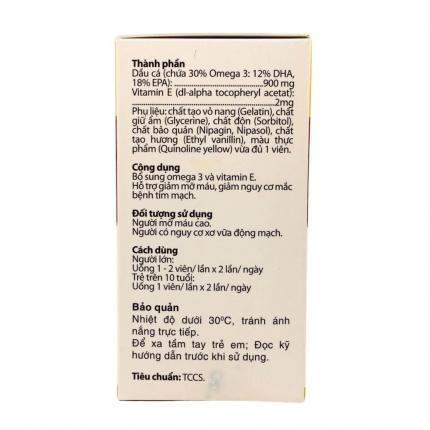 Thành phần
Dầu cá (chứa 30% Omega 3: 12% DHA,
18% EPA):..............................900 mg
Vitamin E (dl-alpha tocopheryl acetat):
..............................................2mg
Phụ liệu: chất tạo vỏ nang (Gelatin), chất
giữ ẩm (Glycerine), chất độn (Sorbitol),
chất bảo quản (Nipagin, Nipasol), chất
tạo hương (Ethyl vanillin), màu thực
phẩm (Quinoline yellow) vừa đủ 1 viên.
Công dụng
Bổ sung omega 3 và vitamin E.
Hỗ trợ giảm mỡ máu, giảm nguy cơ mắc
bệnh tim mạch.
Đối tượng sử dụng
Người mỡ máu cao.
Người có nguy cơ xơ vữa động mạch.
Cách dùng
Người lớn:
Uống 1 - 2 viên/ lần x 2 lần/ ngày
Trẻ trên 10 tuổi:
Uống 1 viên/ lần x 2 lần/ ngày
Bảo quản
Nhiệt độ dưới 30ºC, tránh ánh
nắng trực tiếp.
Để xa tầm tay trẻ em; Đọc kỹ
hướng dẫn trước khi sử dụng.
Tiêu chuẩn: TCCS.